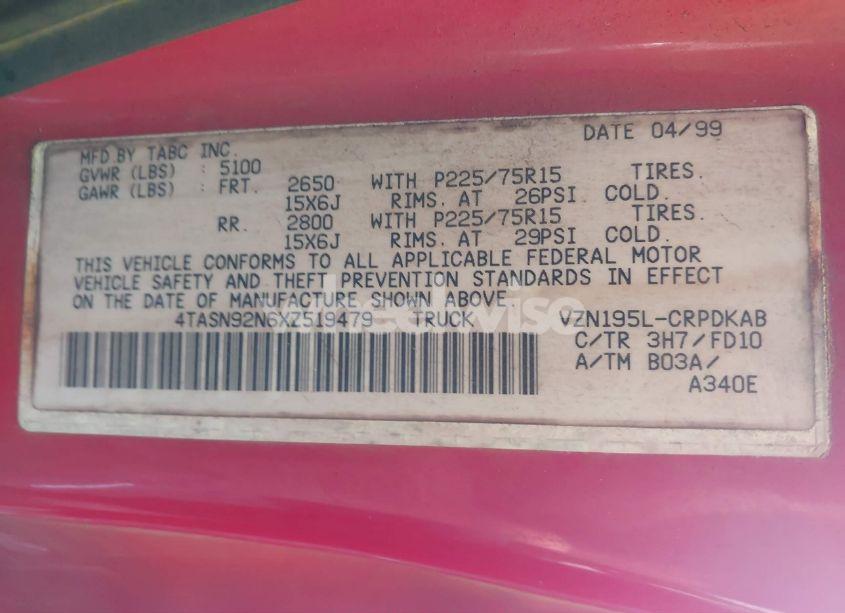 DATE 04/99
MFD BY TABC INC.
GVWR (LBS) : 5100
GAWR (LBS) : FRT. 2650 WITH P225/75R15 TIRES.
15X6J RIMS. AT 26PSI COLD.
RR. 2800 WITH P225/75R15 TIRES.
15X6J RIMS. AT 29PSI COLD.
THIS VEHICLE CONFORMS TO ALL APPLICABLE FEDERAL MOTOR
VEHICLE SAFETY AND THEFT PREVENTION STANDARDS IN EFFECT
ON THE DATE OF MANUFACTURE SHOWN ABOVE.
4TASN92N6XZ519479 TRUCK VZN195L-CRPDKAB
C/TR 3H7/FD10
A/TM B03A/
A340E